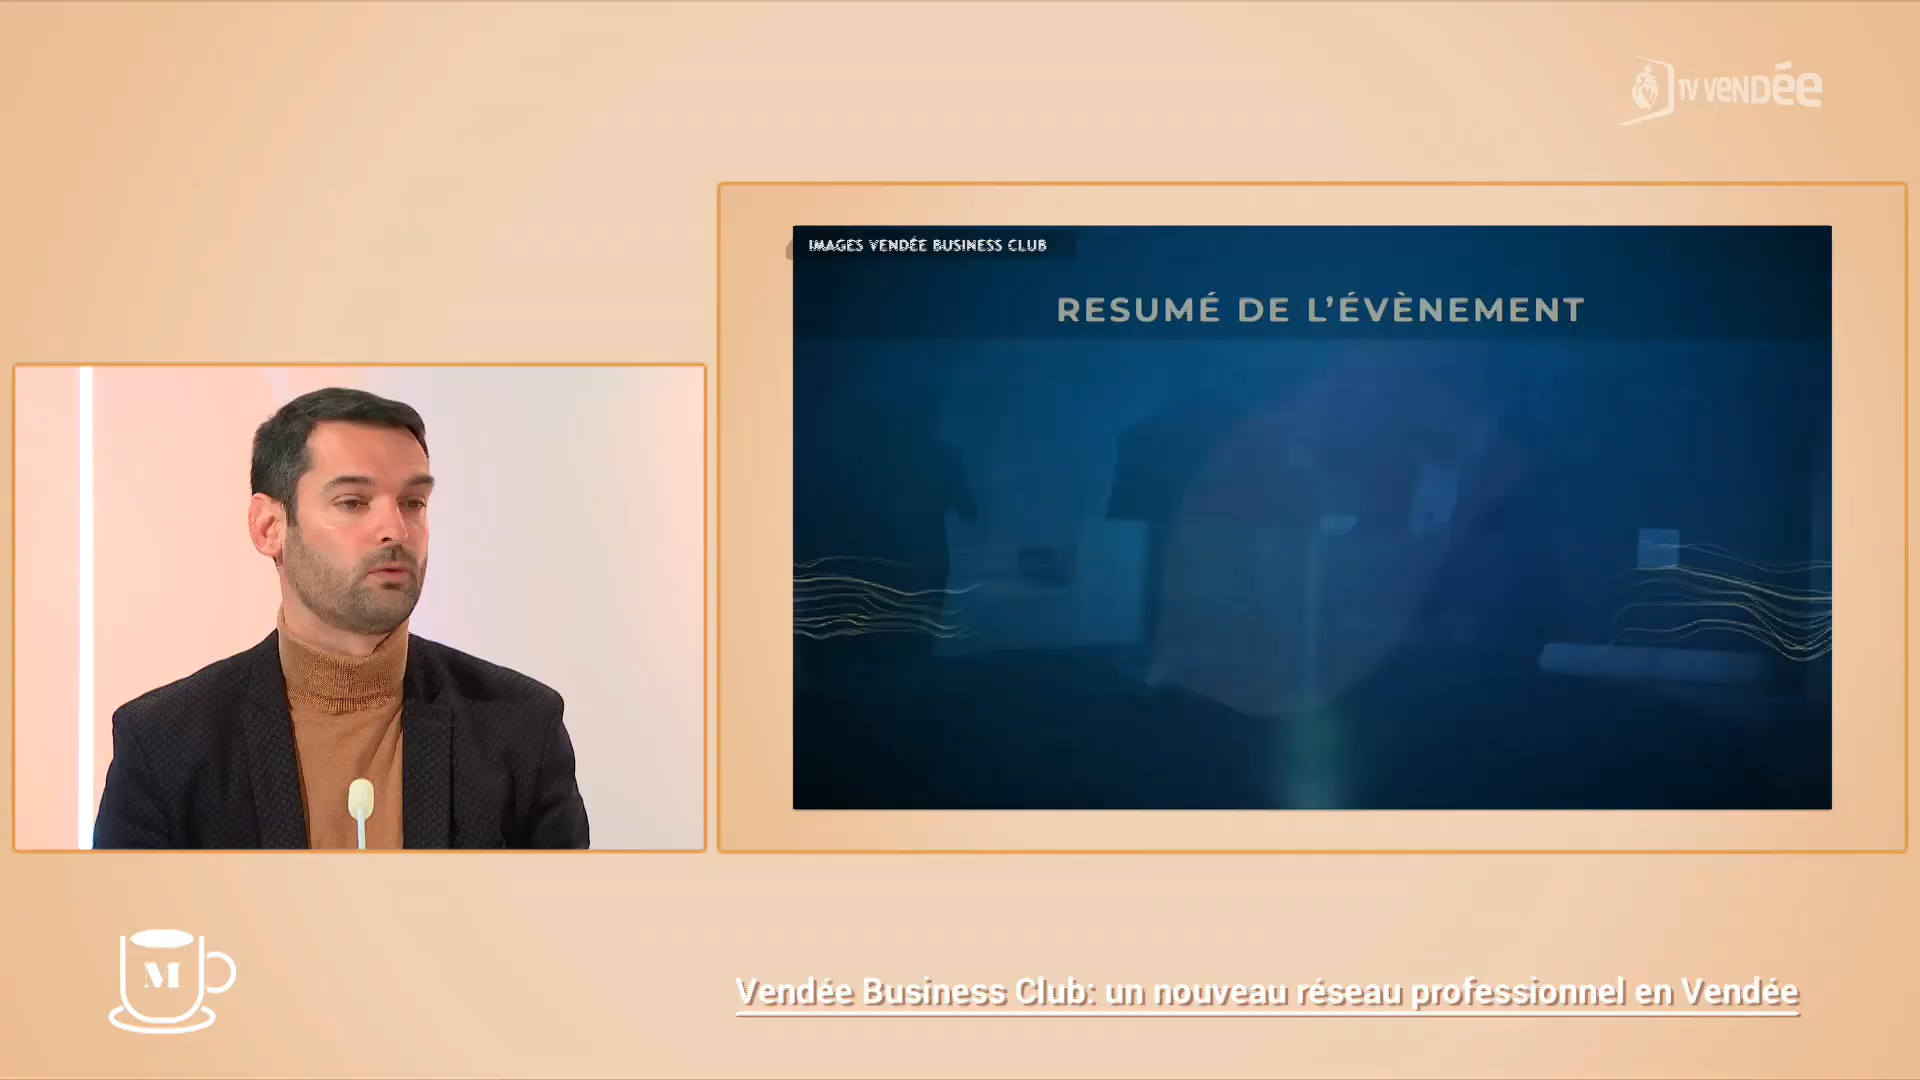 TV VENDÉE
IMAGES VENDÉE BUSINESS CLUB
RESUMÉ DE L'ÉVÈNEMENT
M
Vendée Business Club: un nouveau réseau professionnel en Vendée